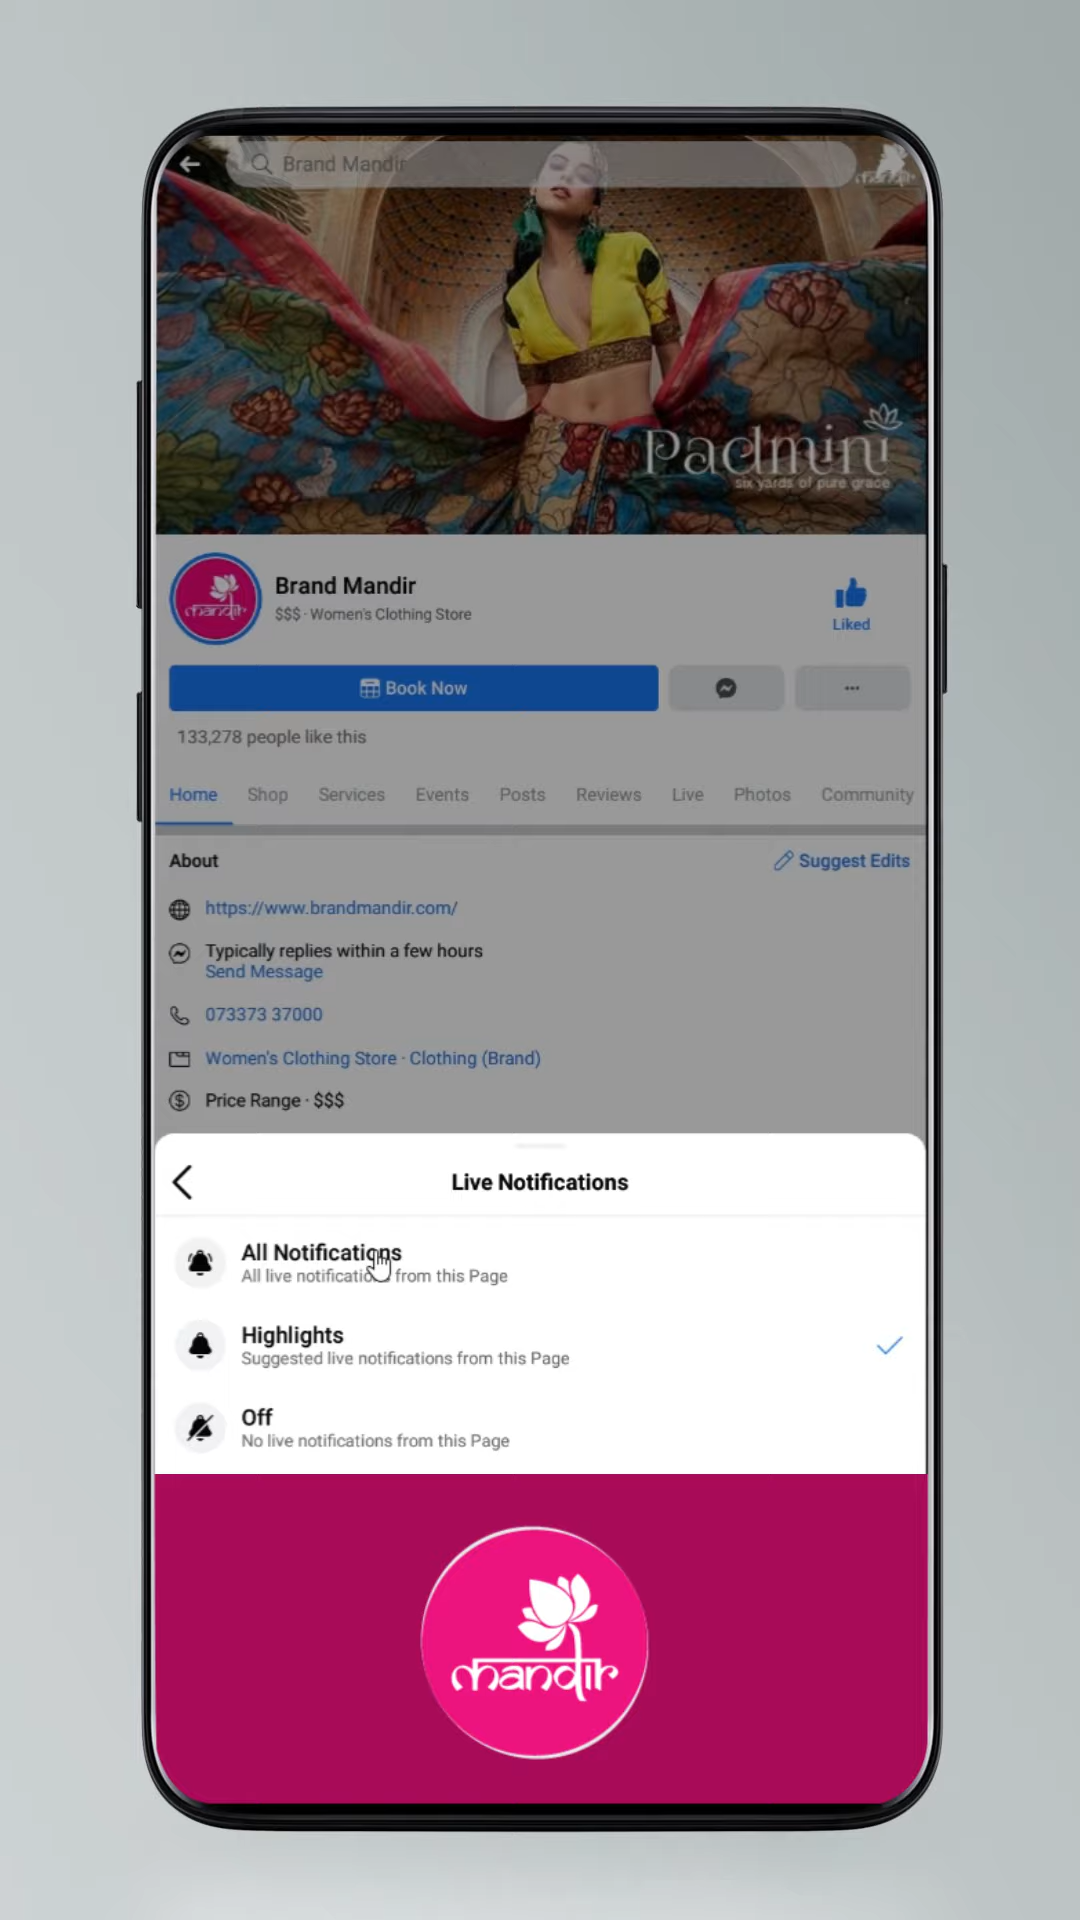 Brand Mandir
mandir
Padmini
six yards of pure grace
mandir
Brand Mandir
$$$ · Women's Clothing Store
Liked
Book Now
133,278 people like this
Home Shop Services Events Posts Reviews Live Photos Community
About
Suggest Edits
https://www.brandmandir.com/
Typically replies within a few hours
Send Message
073373 37000
Women's Clothing Store · Clothing (Brand)
Price Range · $$$
Live Notifications
All Notifications
All live notifications from this Page
Highlights
Suggested live notifications from this Page
Off
No live notifications from this Page
mandir